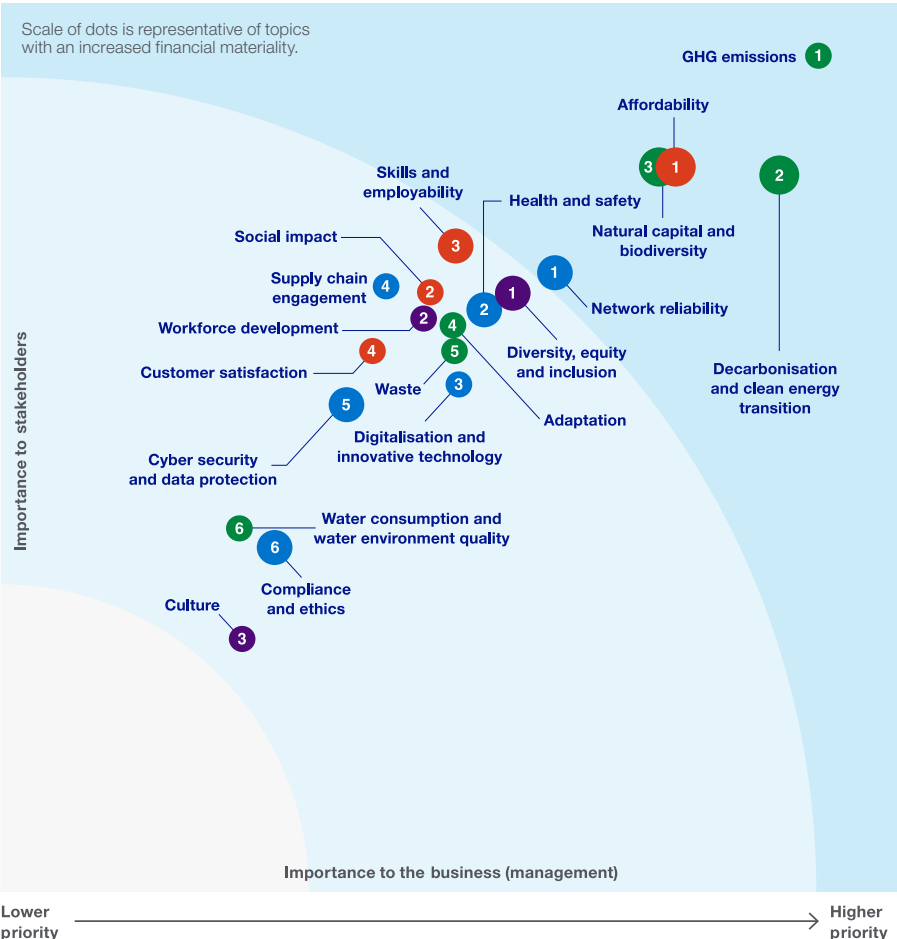 Scale of dots is representative of topics
with an increased financial materiality.
GHG emissions 1
Affordability
3 1
2
Skills and
employability
3
Health and safety
Natural capital and
biodiversity
Social impact
Supply chain
engagement
4
2
1
2
1
Network reliability
Workforce development
2
4
Diversity, equity
and inclusion
Customer satisfaction
4
5
Waste
3
Decarbonisation
and clean energy
transition
5
Adaptation
Digitalisation and
innovative technology
Cyber security
and data protection
Importance to stakeholders
6
Water consumption and
water environment quality
6
Compliance
and ethics
Culture
3
Importance to the business (management)
Lower
priority
Higher
priority